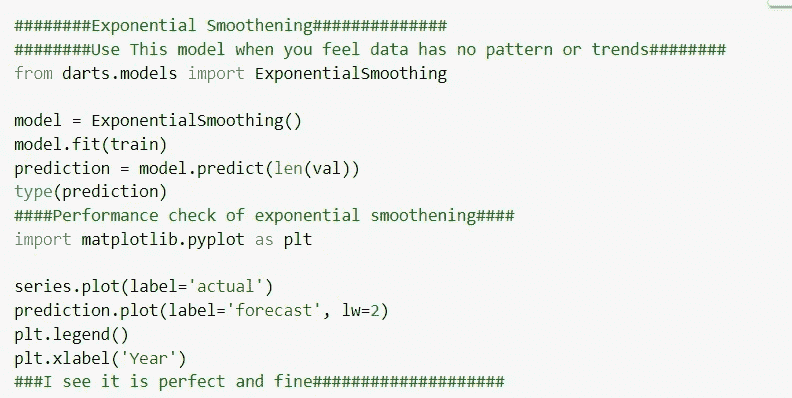 ########Exponential Smoothening##############
########Use This model when you feel data has no pattern or trends########
from darts.models import ExponentialSmoothing
model = ExponentialSmoothing()
model.fit(train)
prediction = model.predict(len(val))
type(prediction)
####Performance check of exponential smoothening####
import matplotlib.pyplot as plt
series.plot(label='actual')
prediction.plot(label='forecast', lw=2)
plt.legend()
plt.xlabel('Year')
###I see it is perfect and fine####################